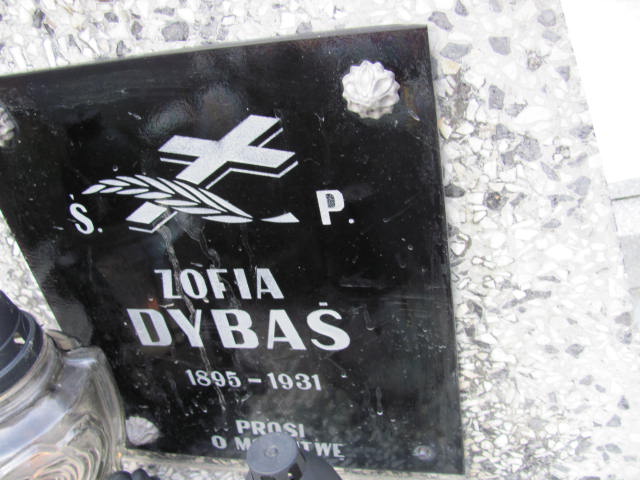 Ś. P.
ZOFIA
DYBAŚ
1895-1931
PROSI
O